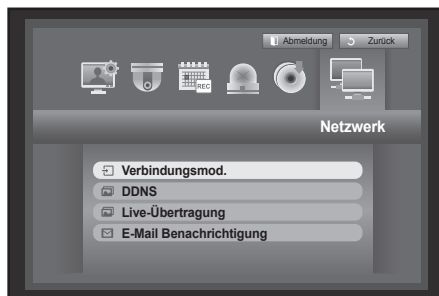 Abmeldung Zurück
REC
Netzwerk
Verbindungsmod.
DDNS
Live-Übertragung
E-Mail Benachrichtigung